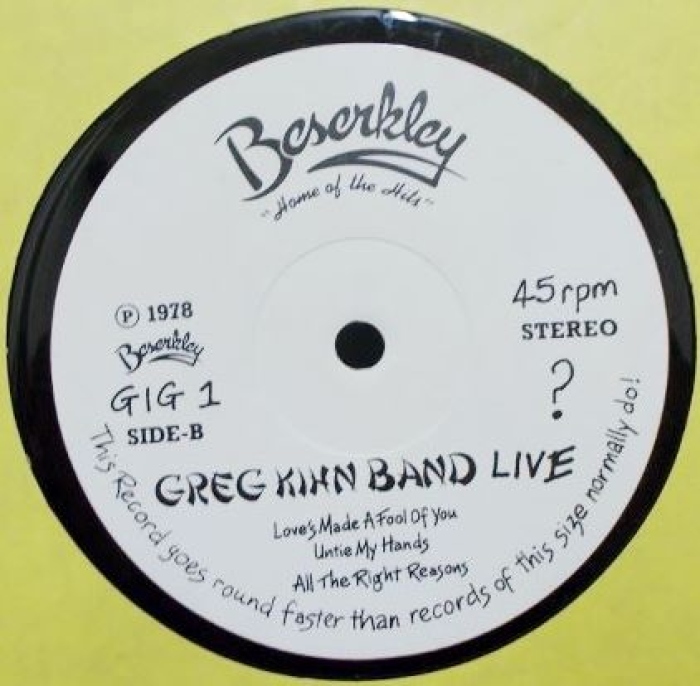 Beserkley
"Home of the Hits"
℗ 1978
Beserkley
GIG 1
SIDE-B
45 rpm
STEREO
?
GREG KIHN BAND LIVE
Love's Made A Fool Of You
Untie My Hands
All The Right Reasons
This Record goes round faster than records of this size normally do!